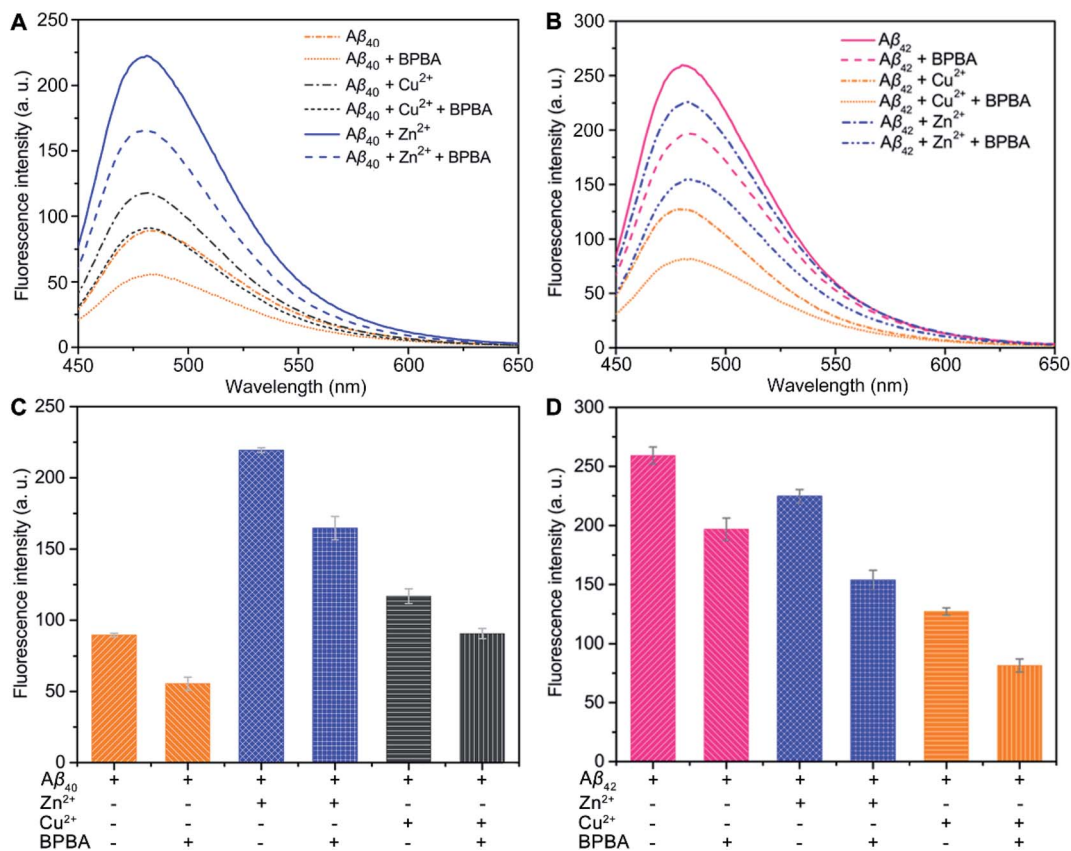 A
Fluorescence intensity (a. u.)
250
200
150
100
50
0
450
500
550
600
650
Wavelength (nm)
Aβ₄₀
Aβ₄₀ + BPBA
Aβ₄₀ + Cu²⁺
Aβ₄₀ + Cu²⁺ + BPBA
Aβ₄₀ + Zn²⁺
Aβ₄₀ + Zn²⁺ + BPBA
B
Fluorescence intensity (a. u.)
300
250
200
150
100
50
0
450
500
550
600
650
Wavelength (nm)
Aβ₄₂
Aβ₄₂ + BPBA
Aβ₄₂ + Cu²⁺
Aβ₄₂ + Cu²⁺ + BPBA
Aβ₄₂ + Zn²⁺
Aβ₄₂ + Zn²⁺ + BPBA
C
Fluorescence intensity (a. u.)
250
200
150
100
50
0
Aβ₄₀ + + + + + +
Zn²⁺ - - + + - -
Cu²⁺ - - - - + +
BPBA - + - + - +
D
Fluorescence intensity (a. u.)
300
250
200
150
100
50
0
Aβ₄₂ + + + + + +
Zn²⁺ - - + + - -
Cu²⁺ - - - - + +
BPBA - + - + - +